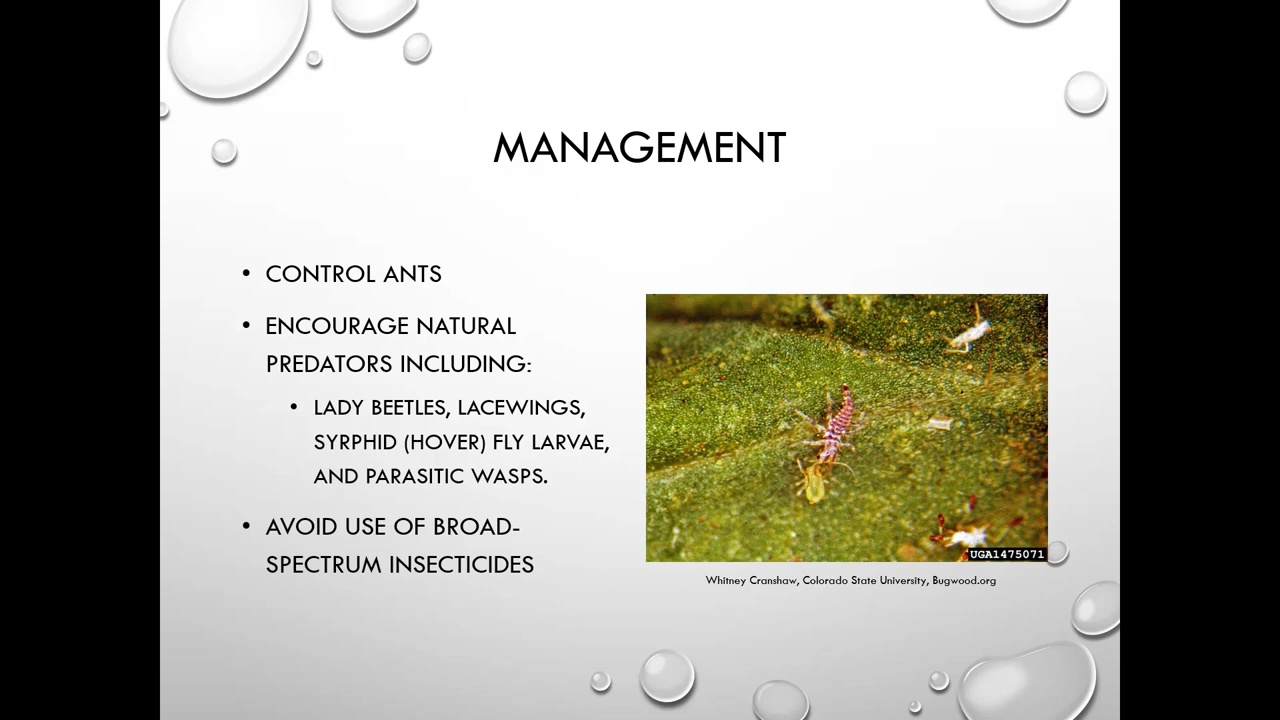 MANAGEMENT
• CONTROL ANTS
• ENCOURAGE NATURAL
PREDATORS INCLUDING:
• LADY BEETLES, LACEWINGS,
SYRPHID (HOVER) FLY LARVAE,
AND PARASITIC WASPS.
• AVOID USE OF BROAD-
SPECTRUM INSECTICIDES
UGA1475071
Whitney Cranshaw, Colorado State University, Bugwood.org